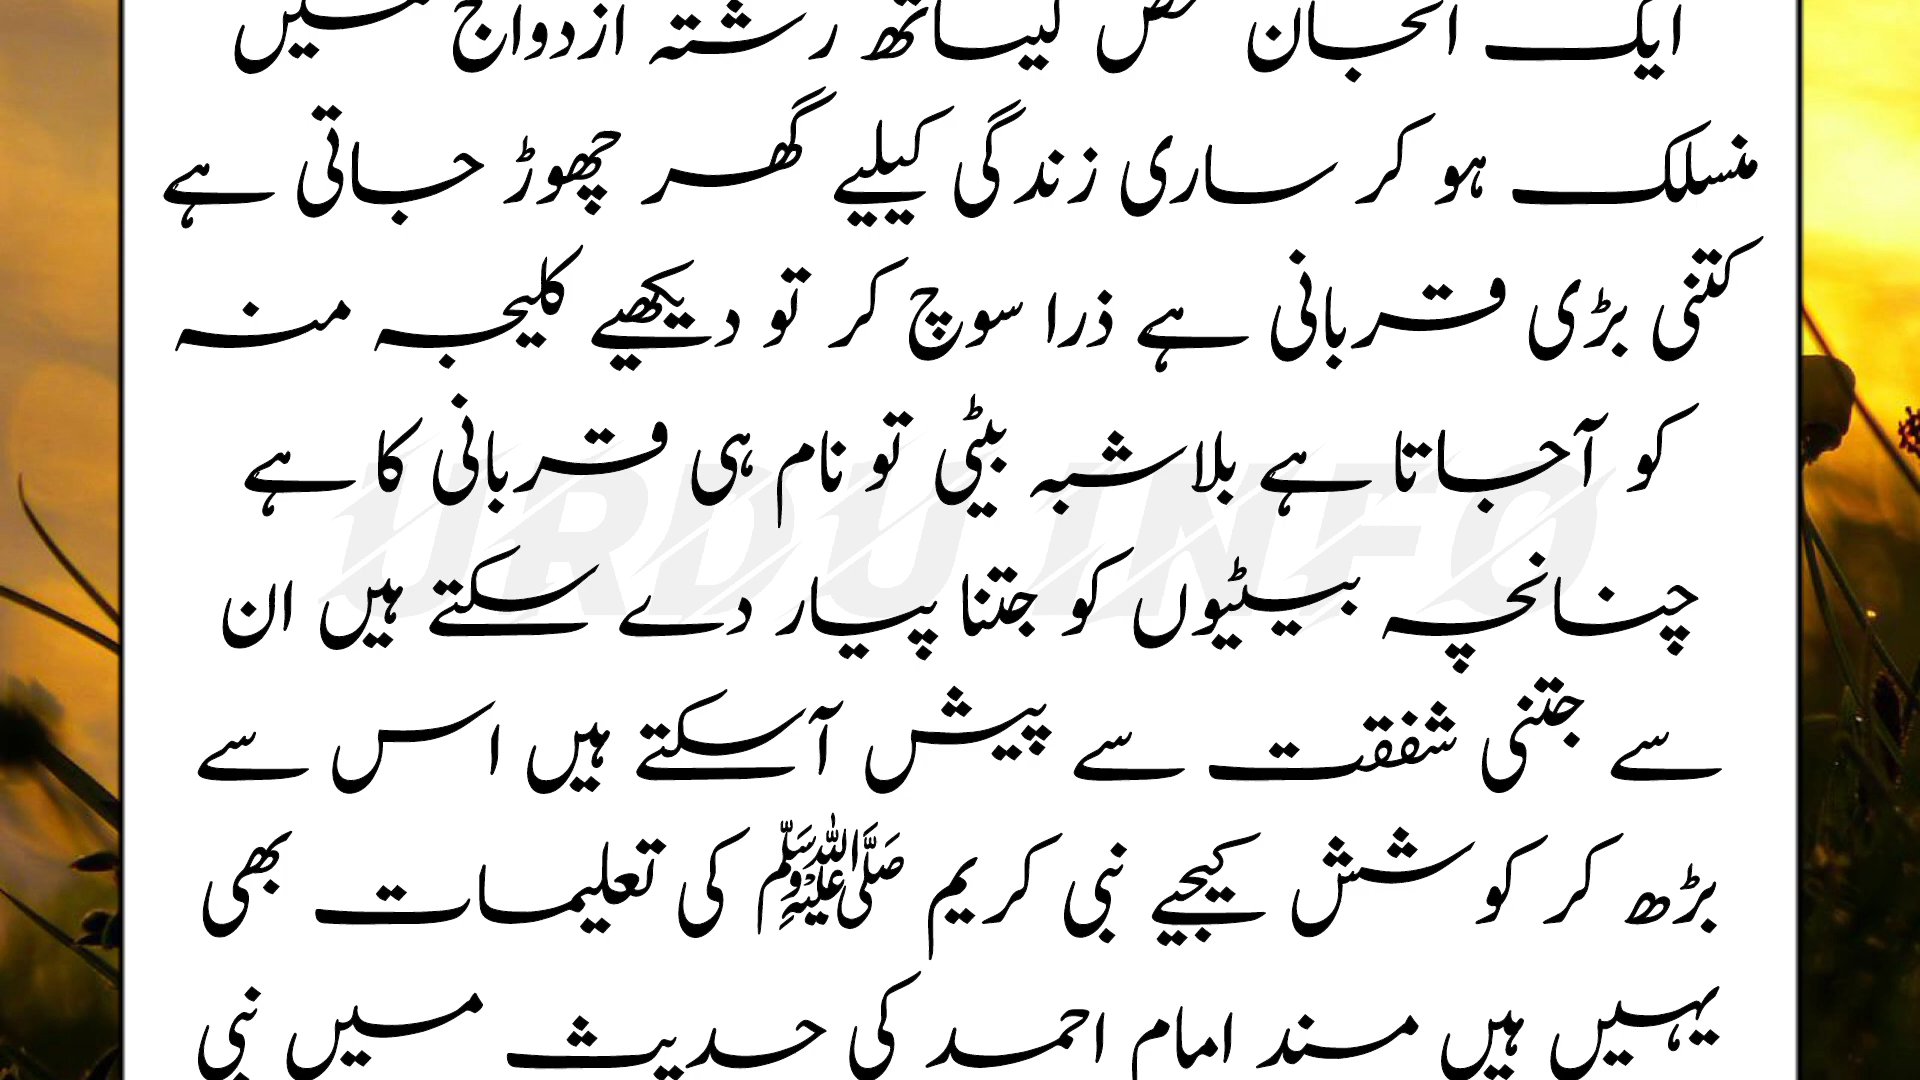 ایک انجان شخص کیساتھ رشتہ ازدواج میں
منسلک ہو کر ساری زندگی کیلیے گھر چھوڑ جاتی ہے
کتنی بڑی قربانی ہے ذرا سوچ کر تو دیکھیے کلیجہ منہ
کو آجاتا ہے بلاشبہ بیٹی تو نام ہی قربانی کا ہے
URDU INFO
چنانچہ بیٹیوں کو جتنا پیار دے سکتے ہیں ان
سے جتنی شفقت سے پیش آسکتے ہیں اس سے
بڑھ کر کوشش کیجیے نبی کریم ﷺ کی تعلیمات بھی
یہیں ہیں مسند امام احمد کی حدیث میں نبی